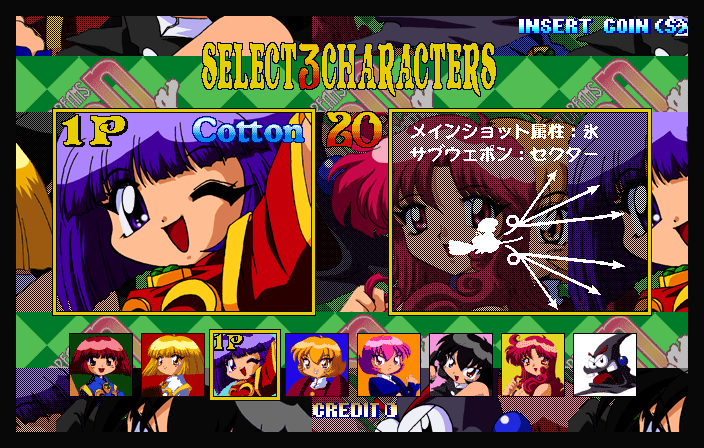 INSERT COIN(S)
SELECT 3 CHARACTERS
1P
Cotton
20
メインショット属性：氷
サブウエポン：セクター
1P
CREDIT 0